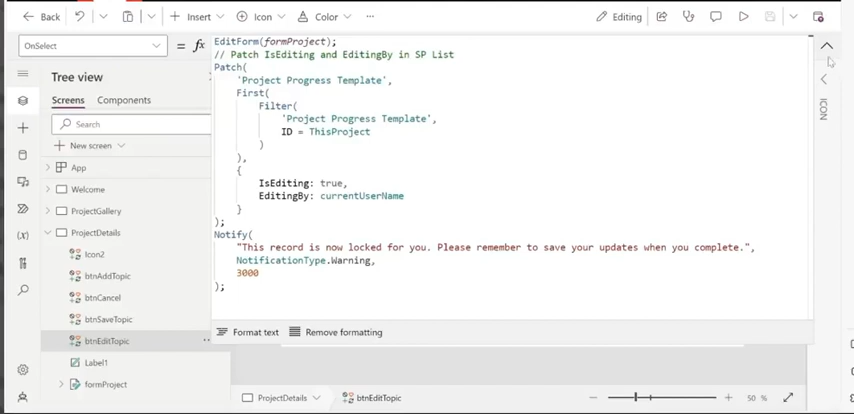 Back
Insert
Icon
Color
Editing
OnSelect
= fx
EditForm(formProject);
// Patch IsEditing and EditingBy in SP List
Patch(
'Project Progress Template',
First(
Filter(
'Project Progress Template',
ID = ThisProject
)
),
{
IsEditing: true,
EditingBy: currentUserName
}
);
Notify(
"This record is now locked for you. Please remember to save your updates when you complete.",
NotificationType.Warning,
3000
);
Format text
Remove formatting
ICON
Tree view
Screens Components
Search
New screen
App
Welcome
ProjectGallery
ProjectDetails
Icon2
btnAddTopic
btnCancel
btnSaveTopic
btnEditTopic
Label1
formProject
ProjectDetails
btnEditTopic
50 %